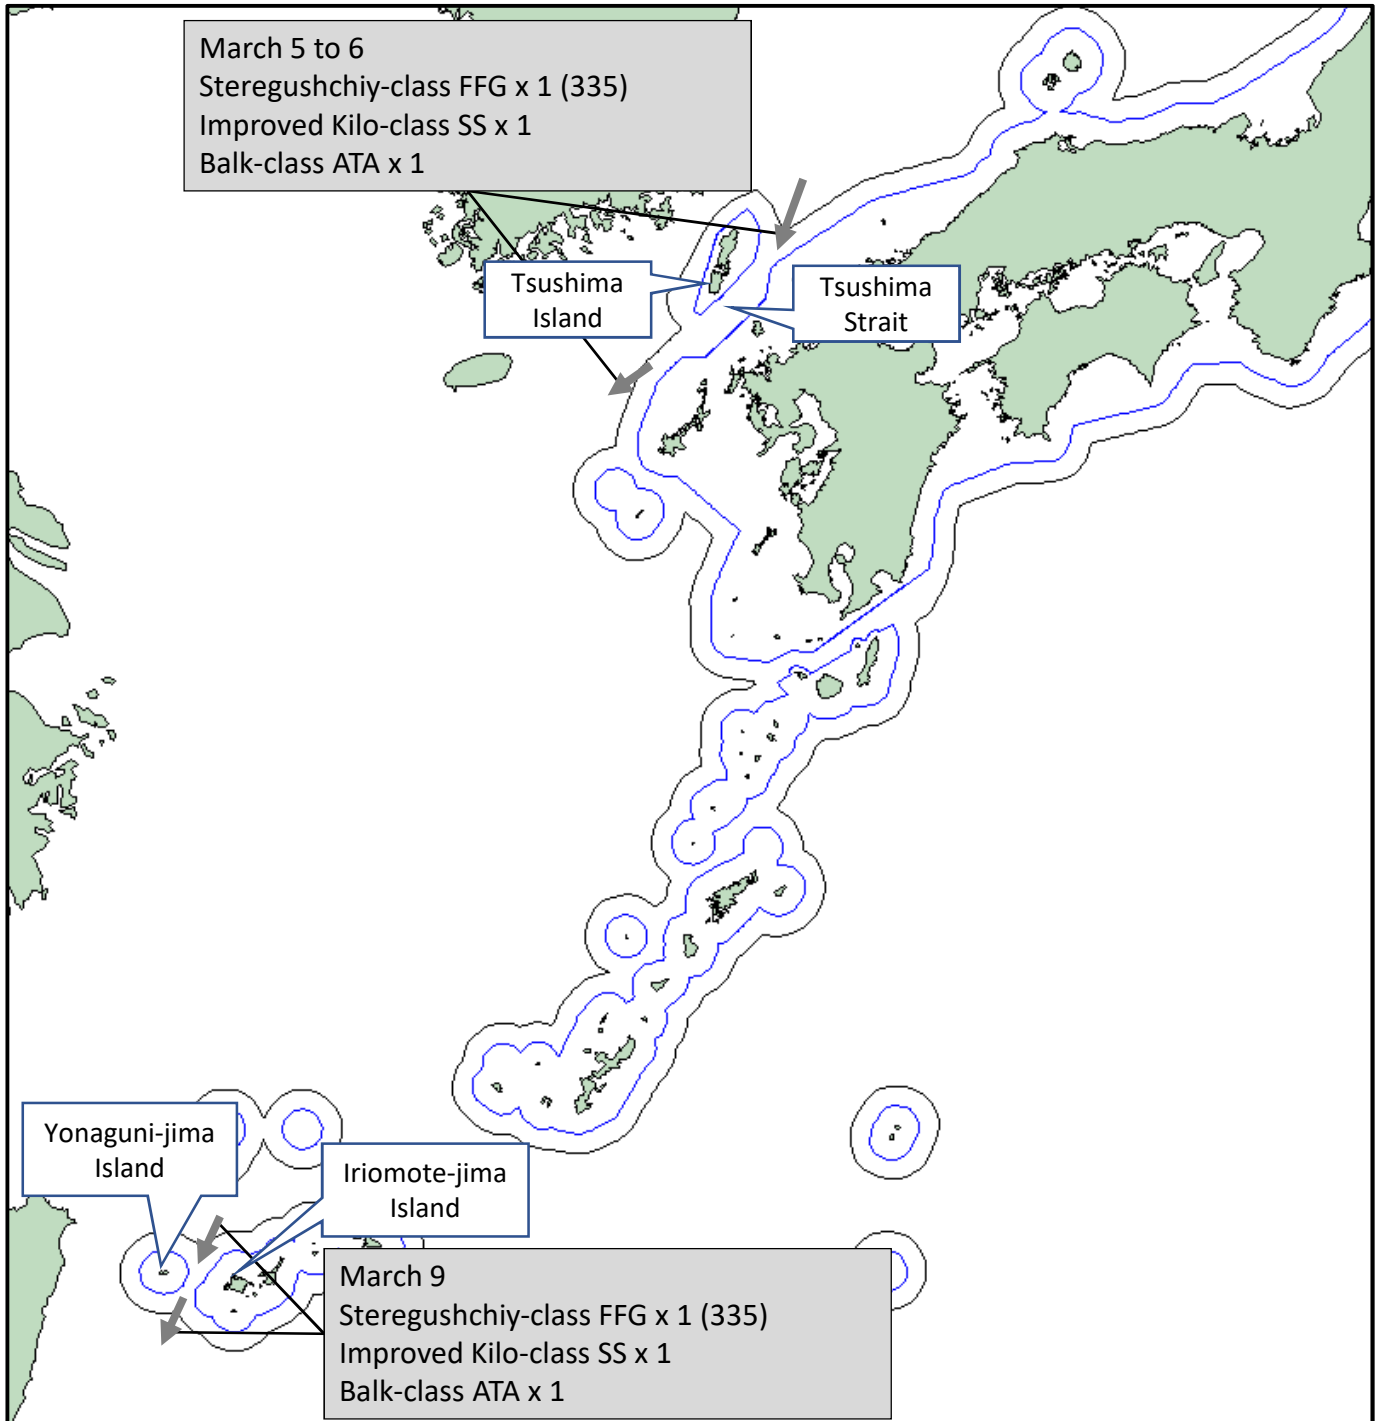 March 5 to 6
Steregushchiy-class FFG x 1 (335)
Improved Kilo-class SS x 1
Balk-class ATA x 1
Tsushima
Island
Tsushima
Strait
Yonaguni-jima
Island
Iriomote-jima
Island
March 9
Steregushchiy-class FFG x 1 (335)
Improved Kilo-class SS x 1
Balk-class ATA x 1